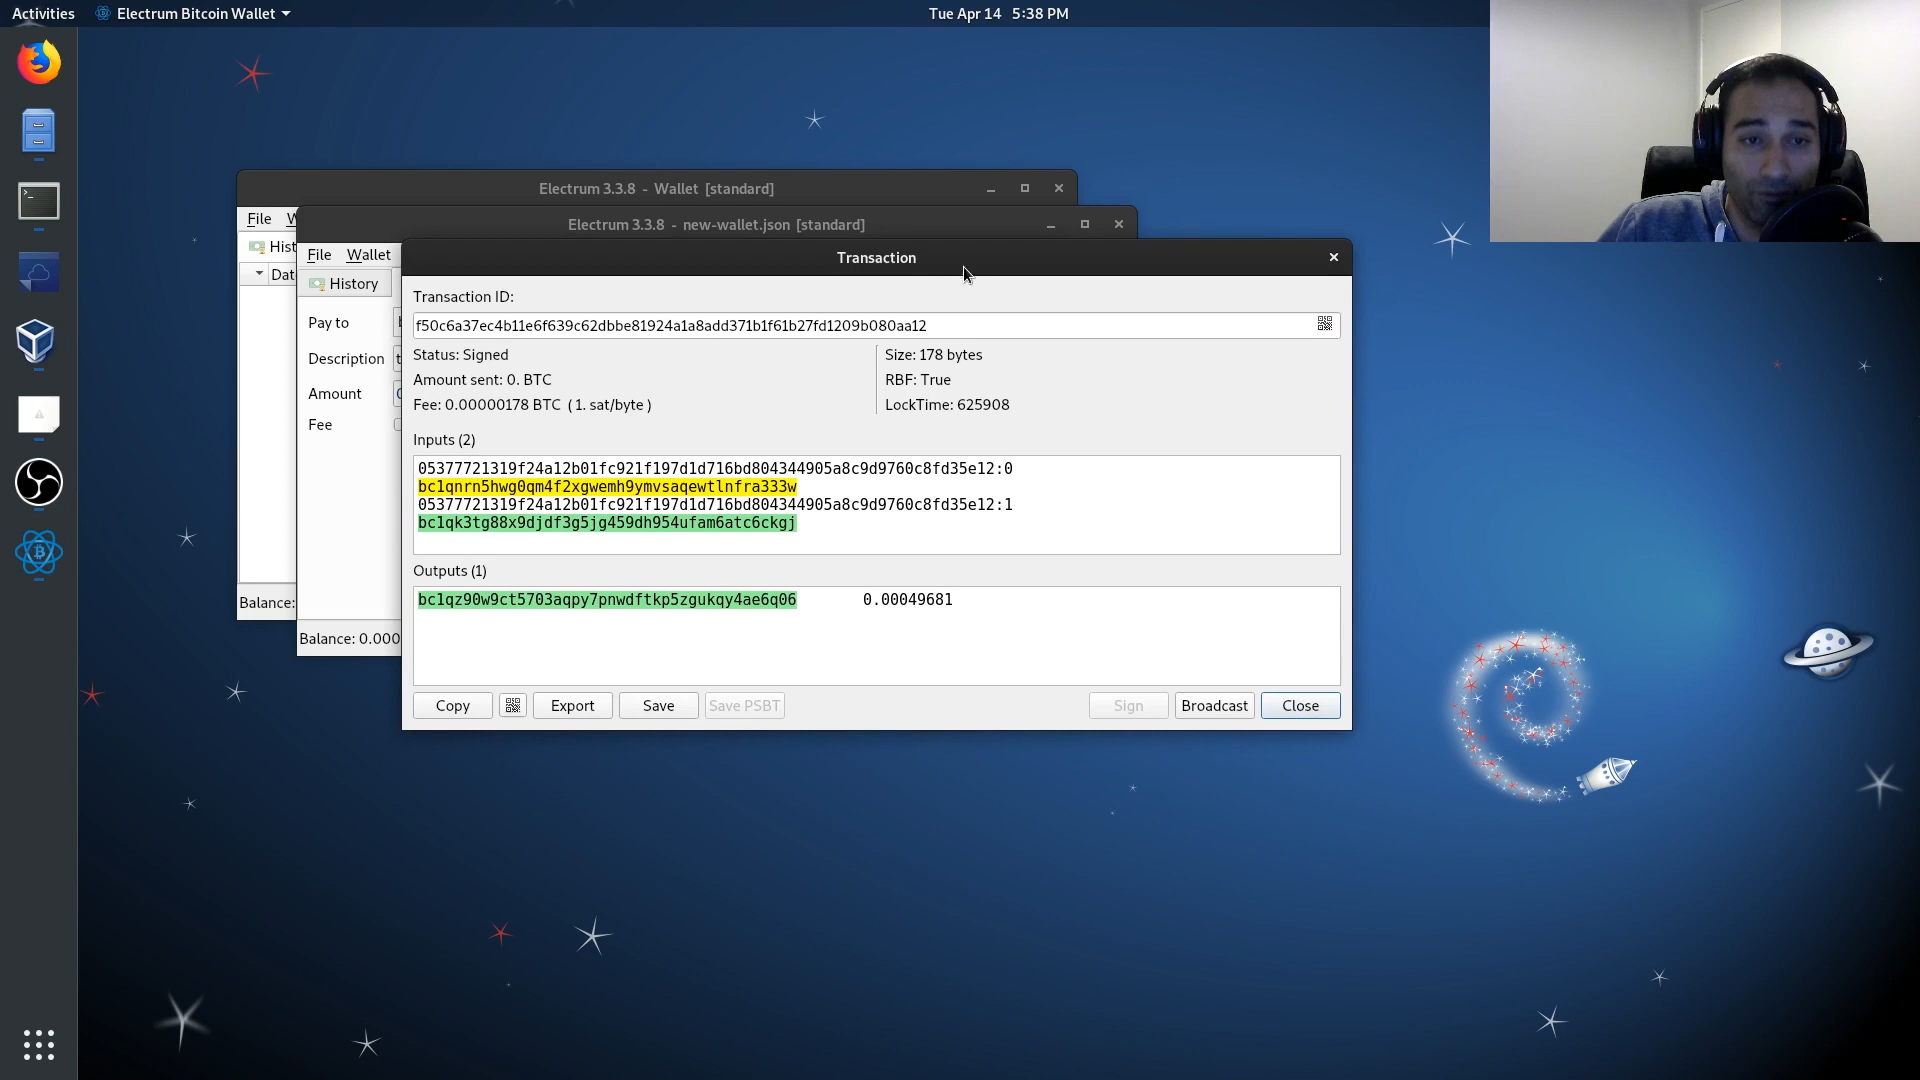 Activities
Electrum Bitcoin Wallet
Tue Apr 14 5:38 PM
Electrum 3.3.8 - Wallet [standard]
File
Electrum 3.3.8 - new-wallet.json [standard]
File Wallet
Transaction
History
Transaction ID:
Pay to
f50c6a37ec4b11e6f639c62dbbe81924a1a8add371b1f61b27fd1209b080aa12
Description
Status: Signed
Size: 178 bytes
Amount sent: 0. BTC
RBF: True
Amount
Fee: 0.00000178 BTC ( 1. sat/byte )
LockTime: 625908
Fee
Inputs (2)
05377721319f24a12b01fc921f197d1d716bd804344905a8c9d9760c8fd35e12:0
bc1qnrn5hwg0qm4f2xgwemh9ymvsaqewtlnfra333w
05377721319f24a12b01fc921f197d1d716bd804344905a8c9d9760c8fd35e12:1
bc1qk3tg88x9djdf3g5jg459dh954ufam6atc6ckgj
Outputs (1)
bc1qz90w9ct5703aqpy7pnwdftkp5zgukqy4ae6q06 0.00049681
Balance:
Balance: 0.000
Copy
Export
Save
Save PSBT
Sign
Broadcast
Close